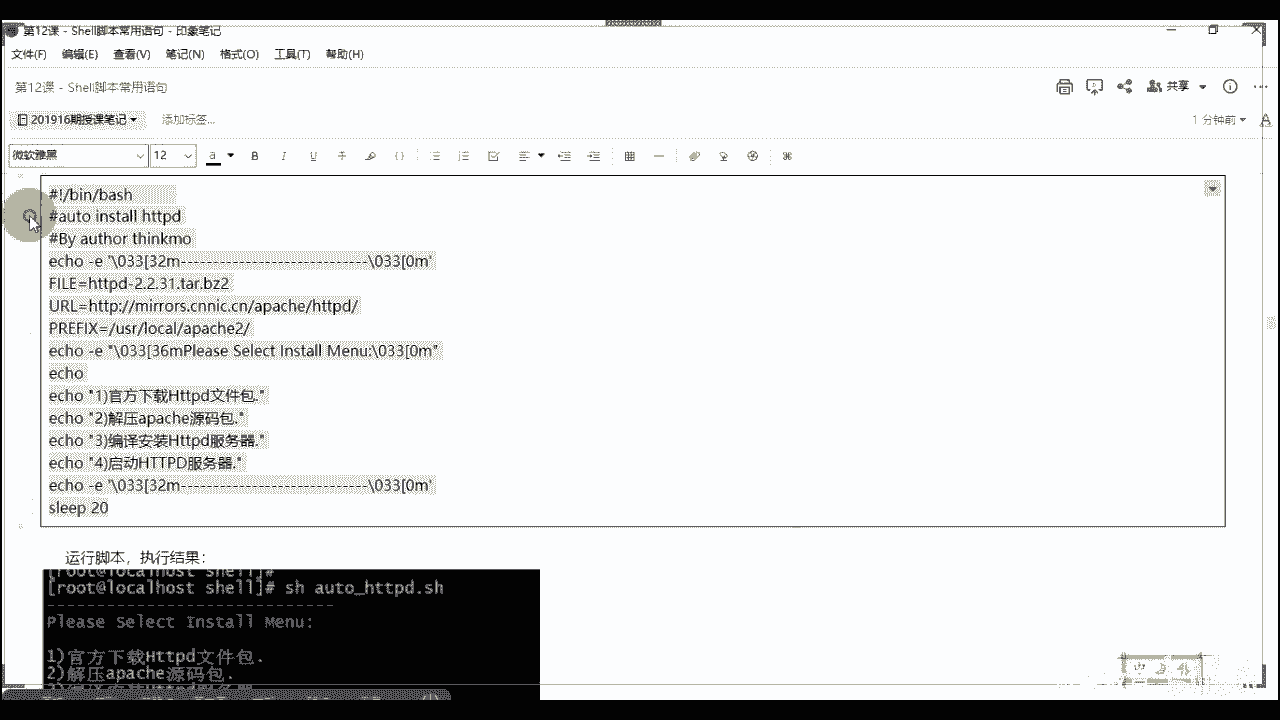 第12课 - Shell脚本常用语句 - 印象笔记
文件(F) 编辑(E) 查看(V) 笔记(N) 格式(O) 工具(T) 帮助(H)
第12课 - Shell脚本常用语句
共享
201916期授课笔记 添加标签...
1 分钟前
微软雅黑 12
#!/bin/bash
#auto install httpd
#By author thinkmo
echo -e '\033[32m-----------------------------\033[0m'
FILE=httpd-2.2.31.tar.bz2
URL=http://mirrors.cnnic.cn/apache/httpd/
PREFIX=/usr/local/apache2/
echo -e "\033[36mPlease Select Install Menu:\033[0m"
echo
echo "1)官方下载Httpd文件包."
echo "2)解压apache源码包."
echo "3)编译安装Httpd服务器."
echo "4)启动HTTPD服务器."
echo -e '\033[32m-----------------------------\033[0m'
sleep 20
运行脚本，执行结果：
[root@localhost shell]#
[root@localhost shell]# sh auto_httpd.sh
-----------------------------
Please Select Install Menu:
1)官方下载Httpd文件包.
2)解压apache源码包.